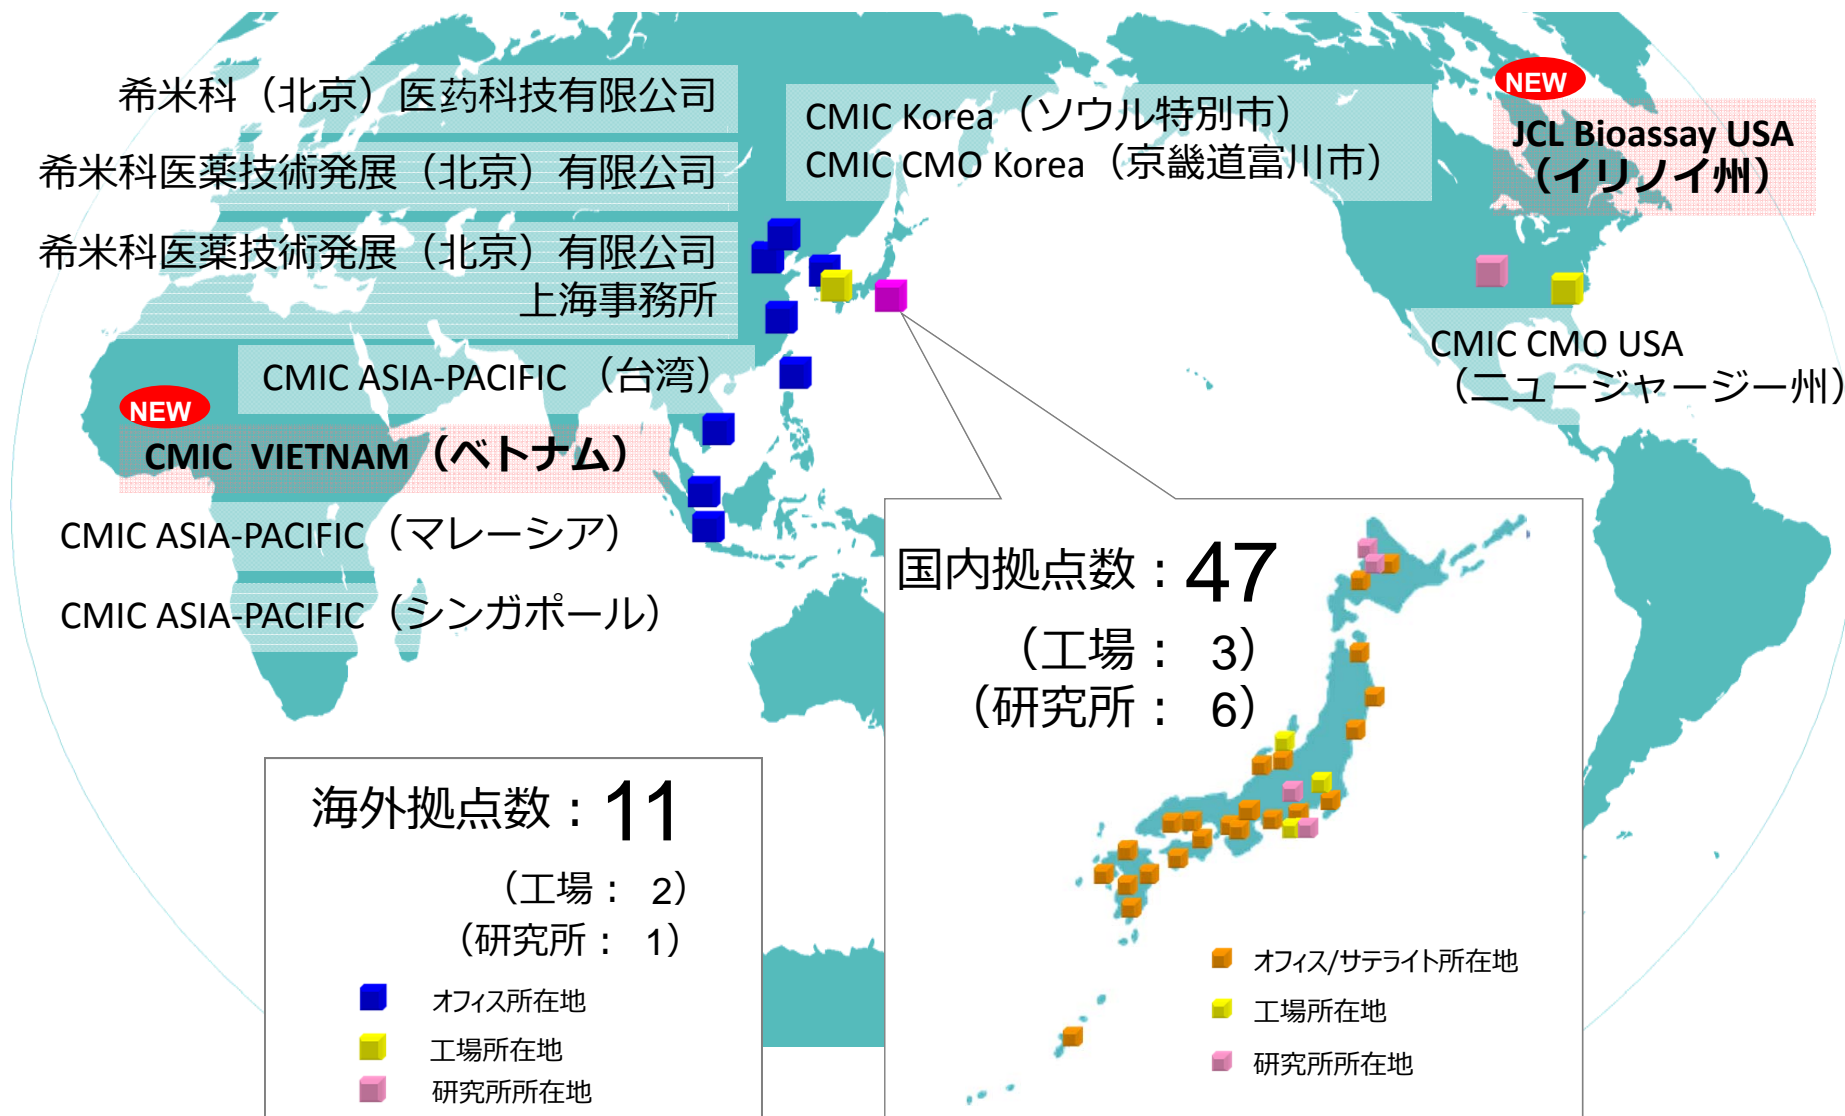 希米科（北京）医药科技有限公司
希米科医薬技術発展（北京）有限公司
希米科医薬技術発展（北京）有限公司
上海事務所
CMIC ASIA-PACIFIC （台湾）
NEW
CMIC VIETNAM（ベトナム）
CMIC ASIA-PACIFIC（マレーシア）
CMIC ASIA-PACIFIC（シンガポール）
CMIC Korea（ソウル特別市）
CMIC CMO Korea（京畿道富川市）
NEW
JCL Bioassay USA
（イリノイ州）
CMIC CMO USA
（ニュージャージー州）
海外拠点数：11
（工場： 2）
（研究所： 1）
オフィス所在地
工場所在地
研究所所在地
国内拠点数：47
（工場： 3）
（研究所： 6）
オフィス/サテライト所在地
工場所在地
研究所所在地